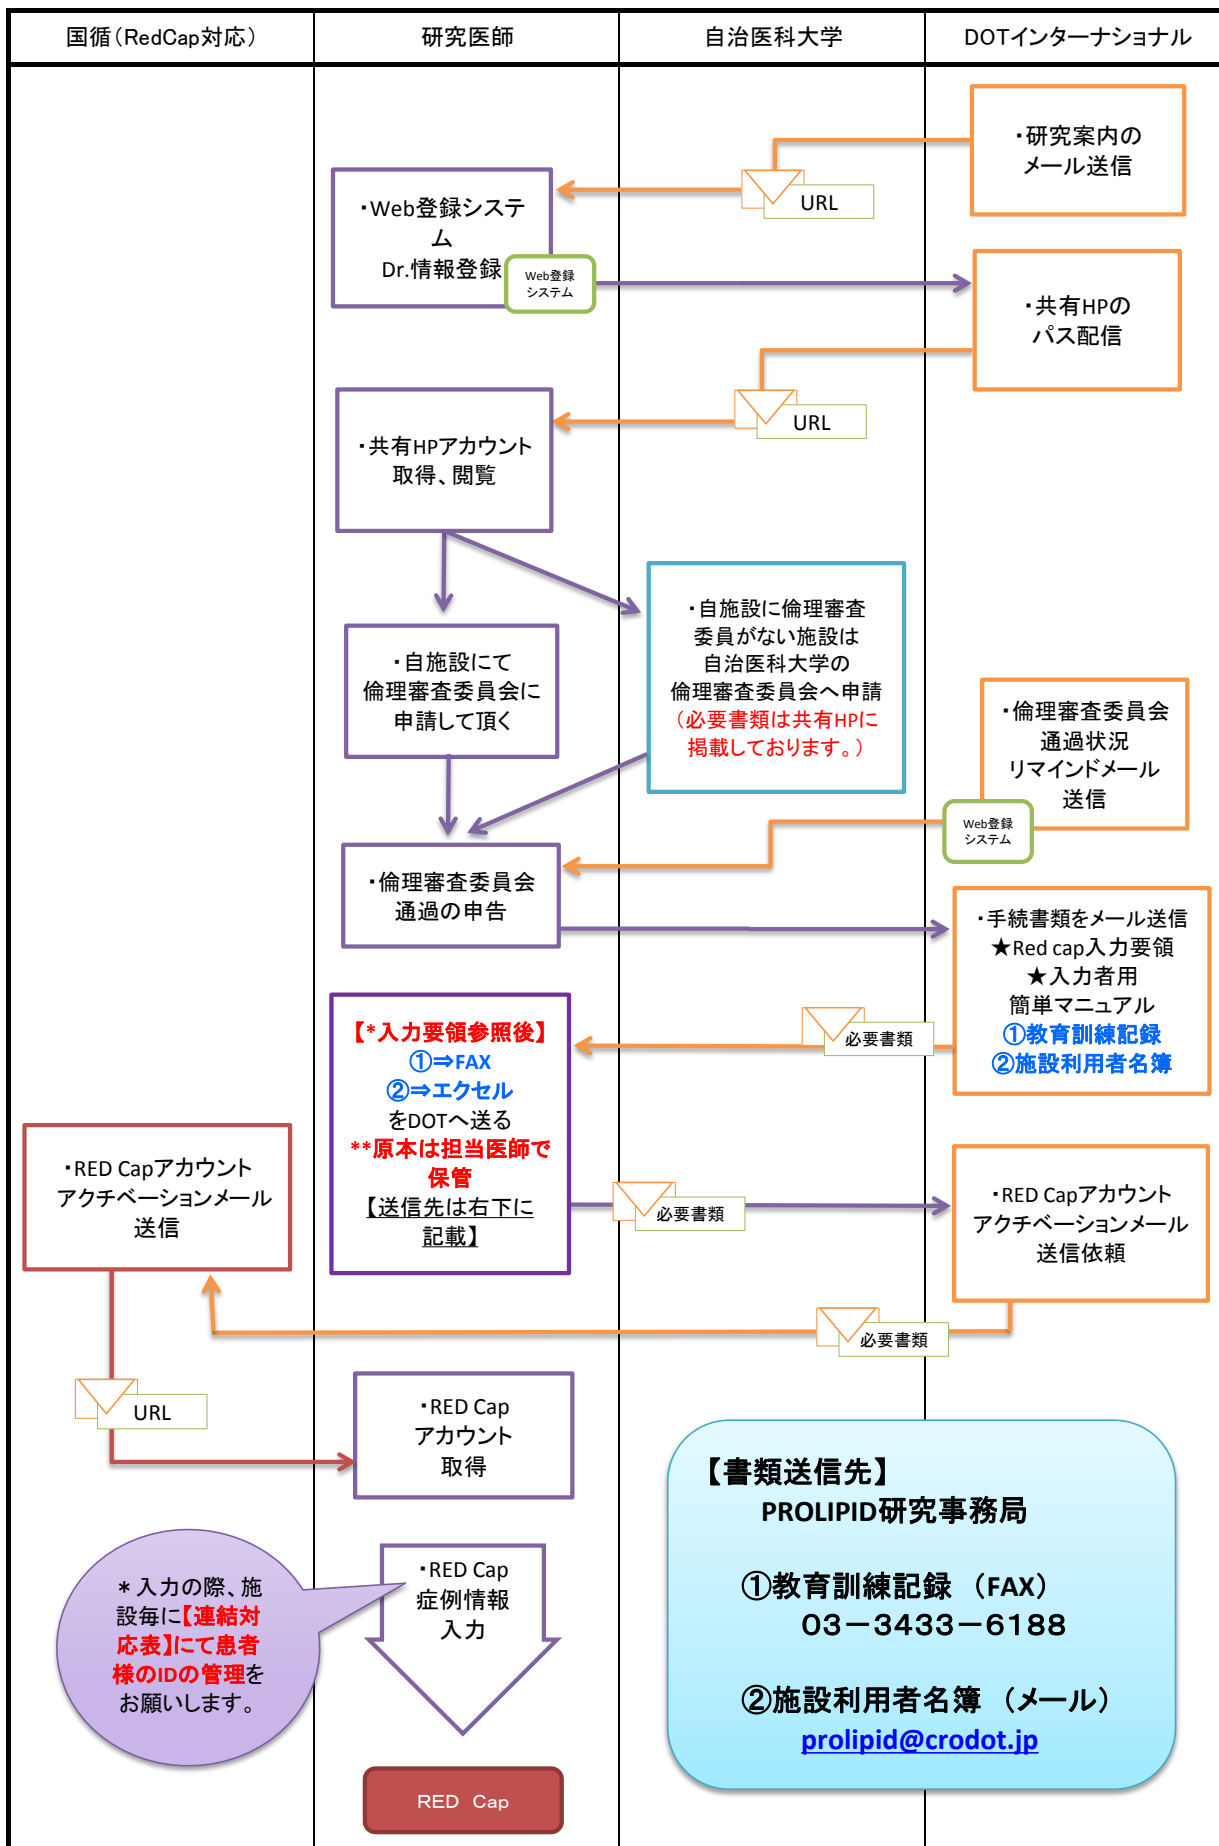 国循（RedCap対応）
研究医師
自治医科大学
DOTインターナショナル
・研究案内の
メール送信
URL
・Web登録システ
ム
Dr.情報登録
Web登録
システム
・共有HPの
パス配信
URL
・共有HPアカウント
取得、閲覧
・自施設にて
倫理審査委員会に
申請して頂く
・自施設に倫理審査
委員がない施設は
自治医科大学の
倫理審査委員会へ申請
（必要書類は共有HPに
掲載しております。）
・倫理審査委員会
通過状況
リマインドメール
送信
Web登録
システム
・倫理審査委員会
通過の申告
・手続書類をメール送信
★Red cap入力要領
★入力者用
簡単マニュアル
①教育訓練記録
②施設利用者名簿
必要書類
【*入力要領参照後】
①⇒FAX
②⇒エクセル
をDOTへ送る
**原本は担当医師で
保管
【送信先は右下に
記載】
必要書類
・RED Capアカウント
アクチベーションメール
送信依頼
必要書類
・RED Capアカウント
アクチベーションメール
送信
URL
・RED Cap
アカウント
取得
・RED Cap
症例情報
入力
＊入力の際、施
設毎に【連結対
応表】にて患者
様のIDの管理を
お願いします。
RED　Cap
【書類送信先】
PROLIPID研究事務局
①教育訓練記録 （FAX）
０３－３４３３－６１８８
②施設利用者名簿 （メール）
prolipid@crodot.jp